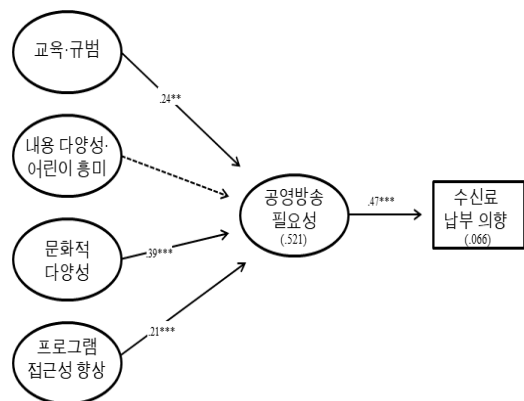 교육·규범
.24**
내용 다양성·
어린이 흥미
공영방송
필요성
(.521)
.47***
수신료
납부 의향
(.066)
문화적
다양성
.39***
.21***
프로그램
접근성 향상